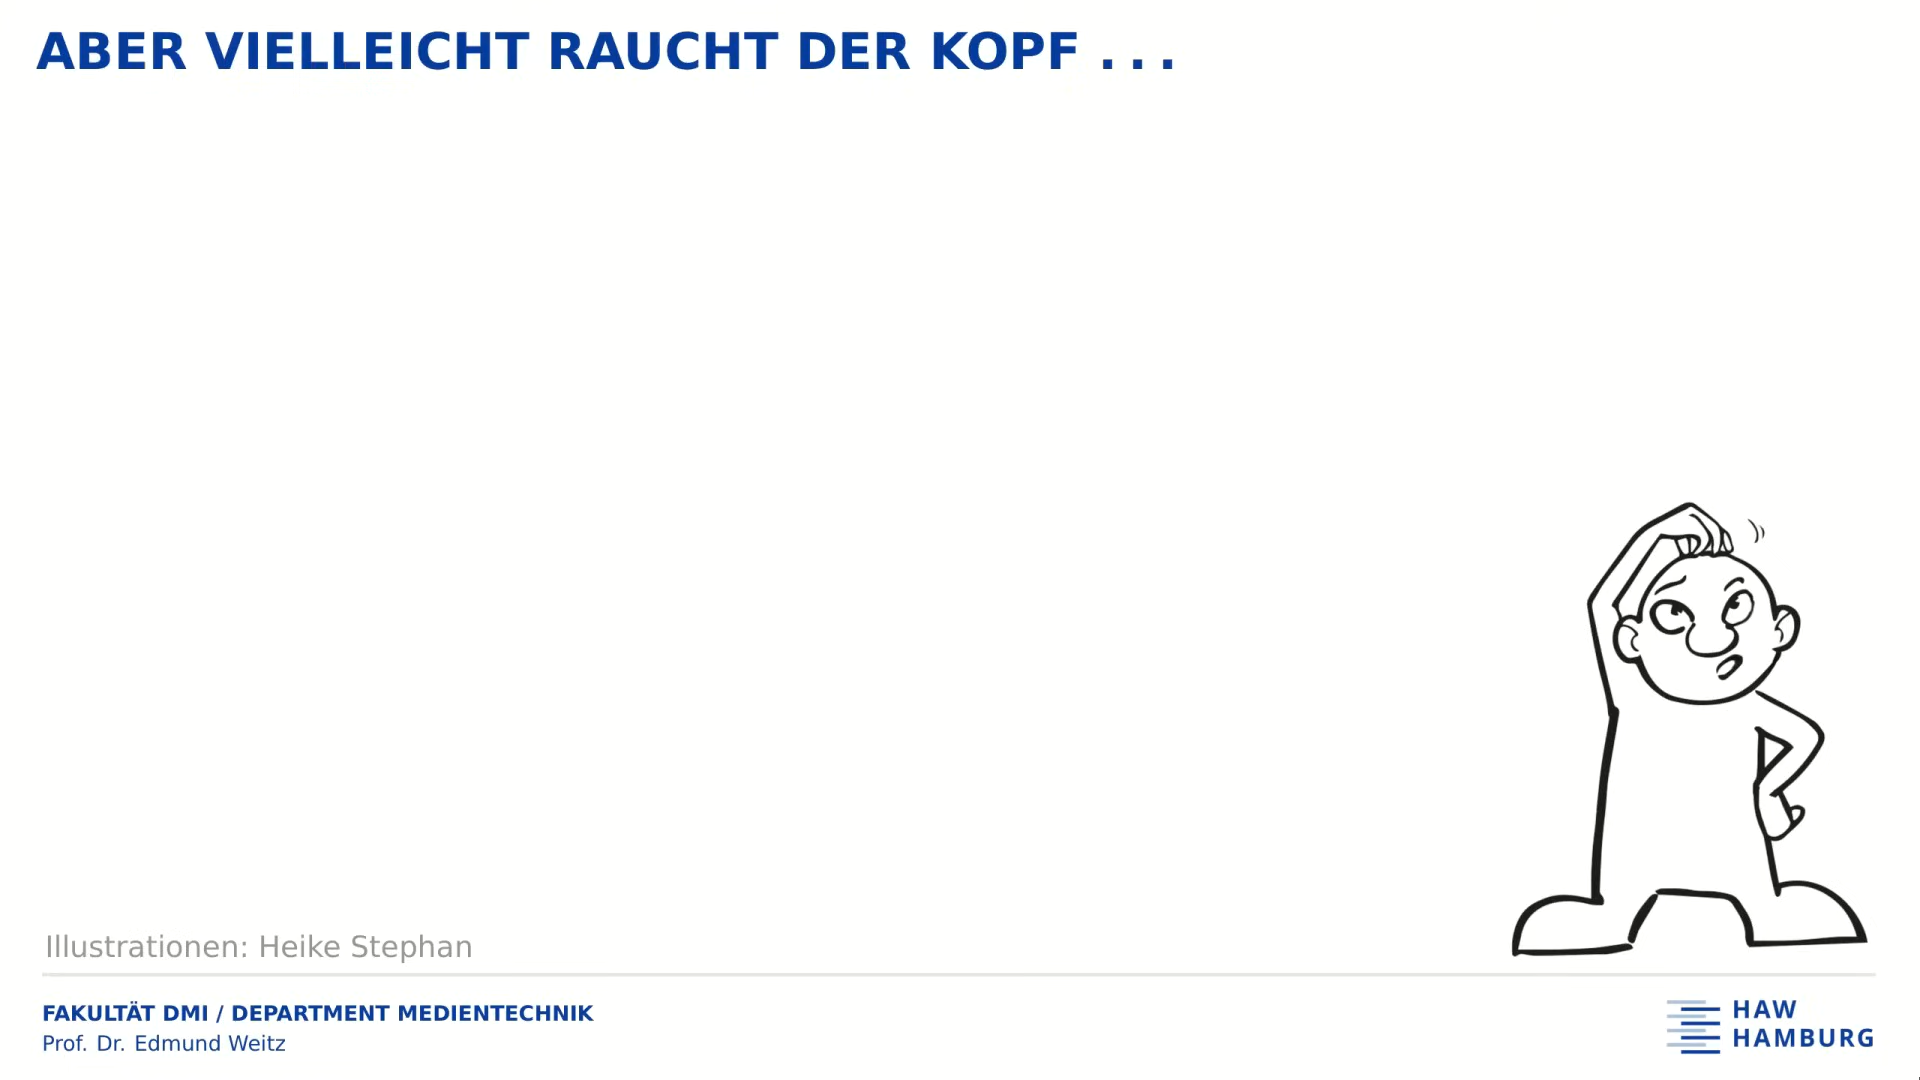 ABER VIELLEICHT RAUCHT DER KOPF . . .
Illustrationen: Heike Stephan
FAKULTÄT DMI / DEPARTMENT MEDIENTECHNIK
Prof. Dr. Edmund Weitz
HAW
HAMBURG